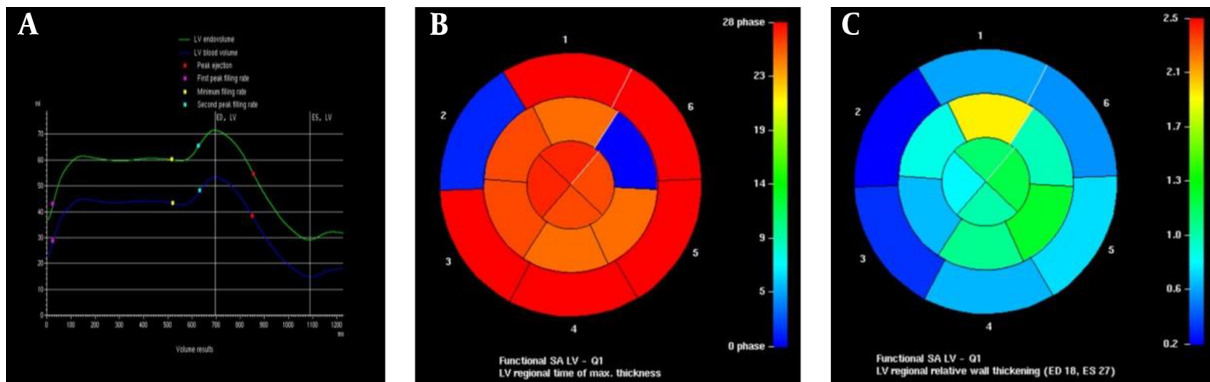 A
LV endovolume
LV blood volume
Peak ejection
First peak filling rate
Minimum filling rate
Second peak filling rate
ml
ED, LV
ES, LV
70
60
50
40
30
20
10
0
0 100 200 300 400 500 600 700 800 900 1000 1100 1200
ms
Volume results
B
28 phase
23
19
14
9
5
0 phase
1
2
3
4
5
6
Functional SA LV - Q1
LV regional time of max. thickness
C
2.5
2.1
1.7
1.3
1.0
0.6
0.2
1
2
3
4
5
6
Functional SA LV - Q1
LV regional relative wall thickening (ED 18, ES 27)